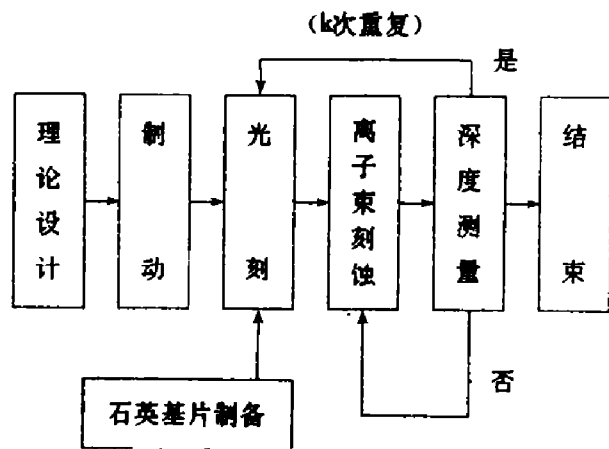 (k次重复)
是
理论设计
制动
光刻
离子束刻蚀
深度测量
结束
否
石英基片制备